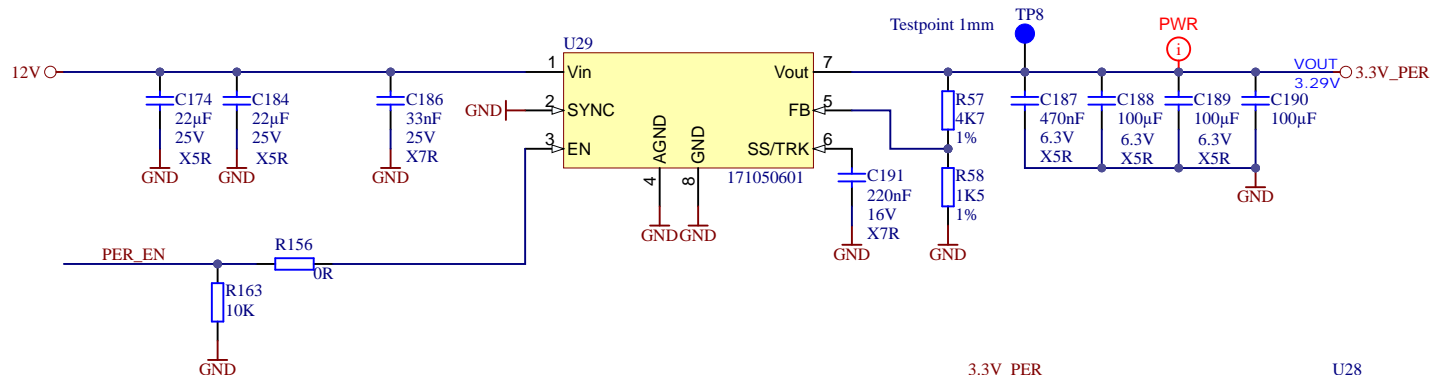 TP8
Testpoint 1mm
PWR
i
U29
12V
1
Vin
Vout
7
VOUT
3.29V
3.3V_PER
C174
22µF
25V
X5R
GND
C184
22µF
25V
X5R
GND
C186
33nF
25V
X7R
GND
GND
2
SYNC
3
EN
AGND
GND
4
8
GND
GND
FB
5
SS/TRK
6
171050601
C191
220nF
16V
X7R
GND
R57
4K7
1%
R58
1K5
1%
GND
C187
470nF
6.3V
X5R
C188
100µF
6.3V
X5R
C189
100µF
6.3V
X5R
C190
100µF
GND
PER_EN
R156
0R
R163
10K
GND
3.3V_PER
U28